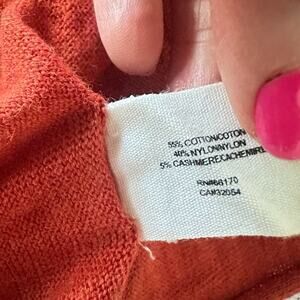 55% COTTON/COTON
40% NYLON/NYLON
5% CASHMERE/CACHEMIRE
RN#66170
CA#32054